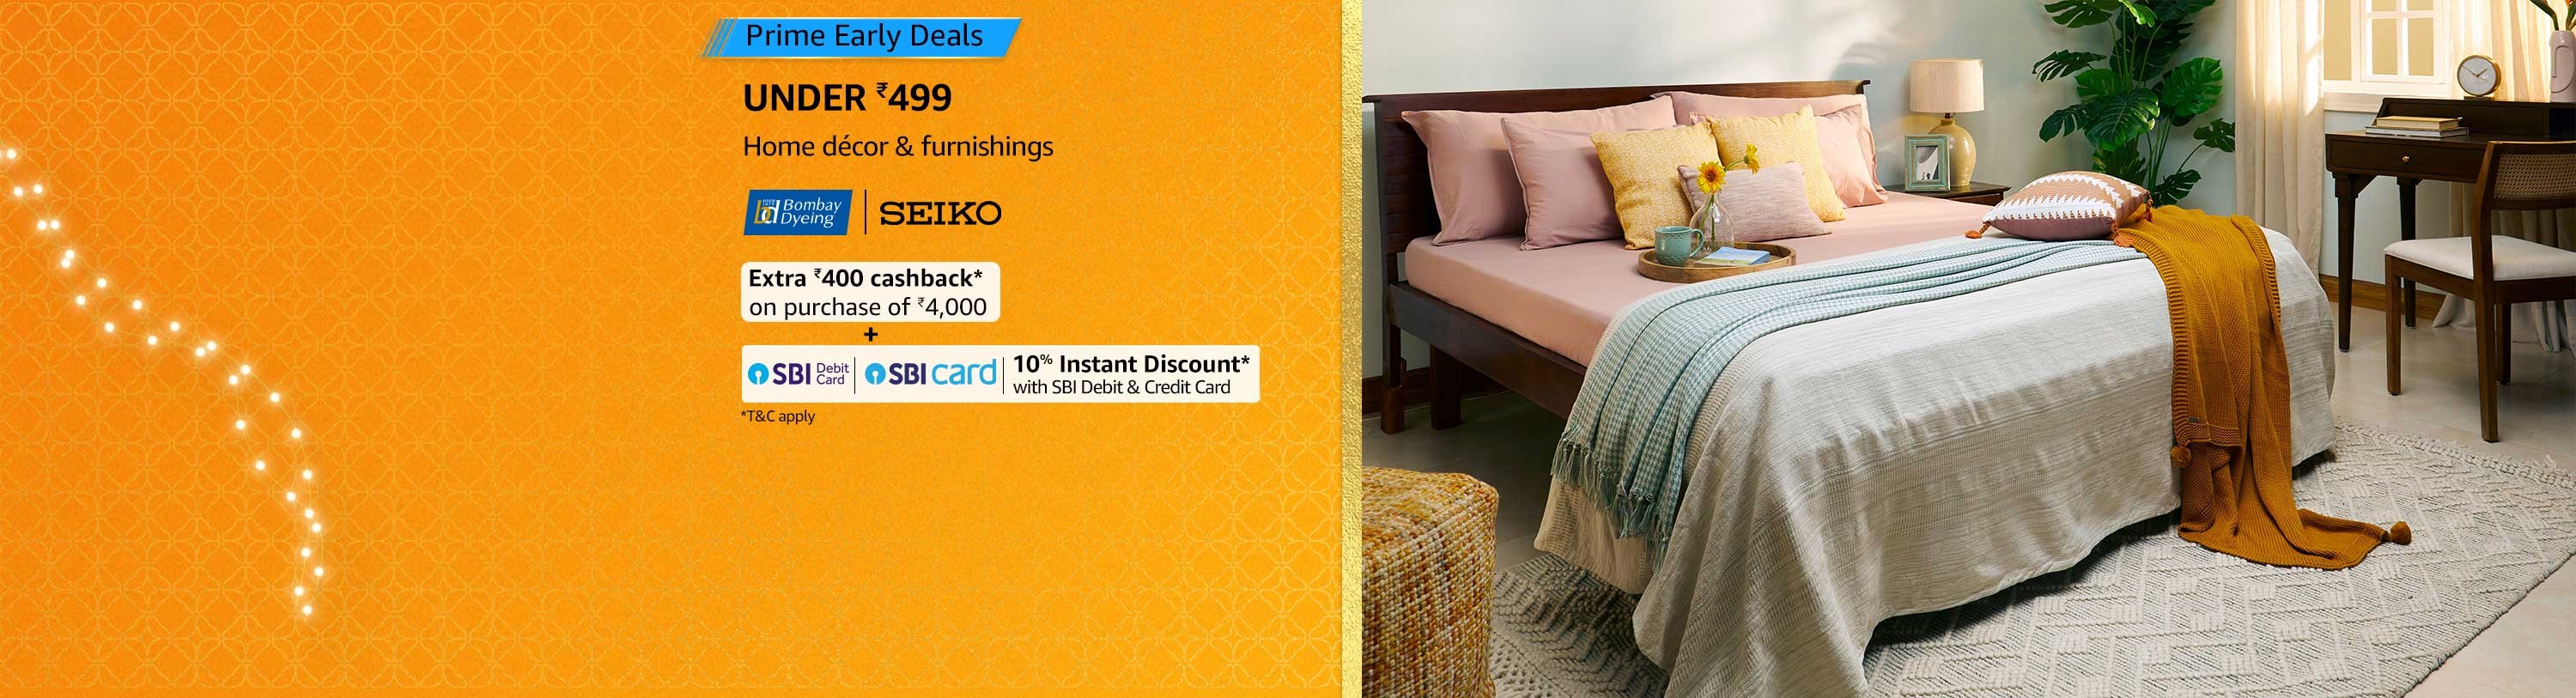 Prime Early Deals
UNDER ₹499
Home décor & furnishings
bd Bombay Dyeing | SEIKO
Extra ₹400 cashback*
on purchase of ₹4,000
+
SBI Debit Card | SBI card | 10% Instant Discount*
with SBI Debit & Credit Card
*T&C apply